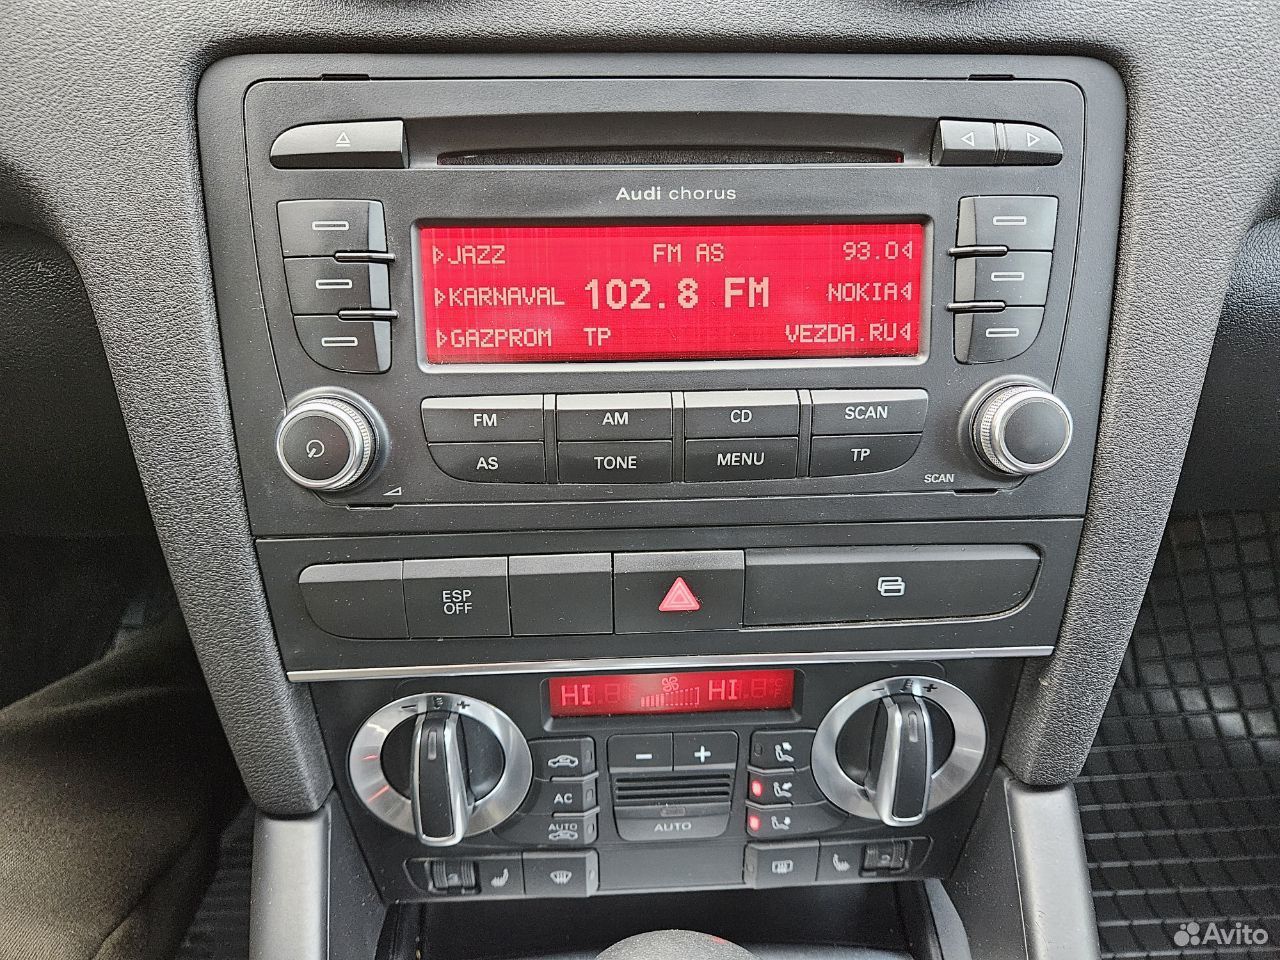 Audi chorus
JAZZ FM AS 93.0
KARNAVAL 102.8 FM NOKIA
GAZPROM TP VEZDA.RU
FM AM CD SCAN
AS TONE MENU TP
SCAN
ESP
OFF
HI HI
- +
- +
- +
AC
AUTO
AUTO
Avito